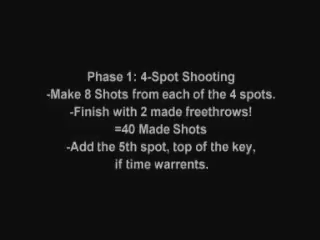 Phase 1: 4-Spot Shooting
-Make 8 Shots from each of the 4 spots.
-Finish with 2 made freethrows!
=40 Made Shots
-Add the 5th spot, top of the key,
if time warrents.